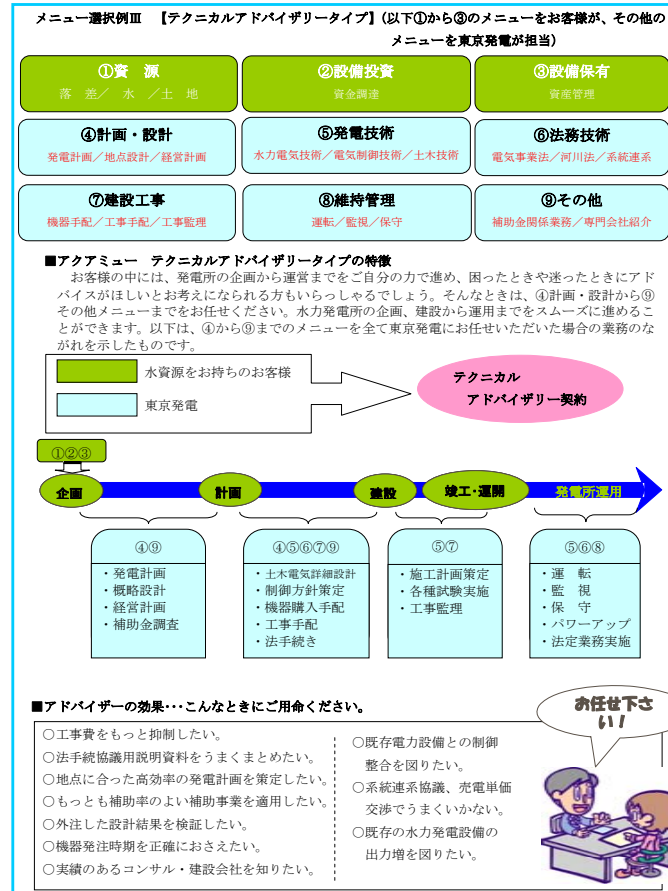 メニュー選択例Ⅲ 【テクニカルアドバイザリータイプ】(以下①から③のメニューをお客様が、その他の
メニューを東京発電が担当)
①資 源
落 差／ 水 ／土 地
②設備投資
資金調達
③設備保有
資産管理
④計画・設計
発電計画／地点設計／経営計画
⑤発電技術
水力電気技術／電気制御技術／土木技術
⑥法務技術
電気事業法／河川法／系統連系
⑦建設工事
機器手配／工事手配／工事監理
⑧維持管理
運転／監視／保守
⑨その他
補助金関係業務／専門会社紹介
■アクアミュー テクニカルアドバイザリータイプの特徴
お客様の中には、発電所の企画から運営までをご自分の力で進め、困ったときや迷ったときにアド
バイスがほしいとお考えになられる方もいらっしゃるでしょう。そんなときは、④計画・設計から⑨
その他メニューまでをお任せください。水力発電所の企画、建設から運用までをスムーズに進めるこ
とができます。以下は、④から⑨までのメニューを全て東京発電にお任せいただいた場合の業務のな
がれを示したものです。
水資源をお持ちのお客様
東京発電
テクニカル
アドバイザリー契約
①②③
企画
計画
建設
竣工・運開
発電所運用
④⑨
・発電計画
・概略設計
・経営計画
・補助金調査
④⑤⑥⑦⑨
・土木電気詳細設計
・制御方針策定
・機器購入手配
・工事手配
・法手続き
⑤⑦
・施工計画策定
・各種試験実施
・工事監理
⑤⑥⑧
・運 転
・監 視
・保 守
・パワーアップ
・法定業務実施
■アドバイザーの効果･･･こんなときにご用命ください。
○工事費をもっと抑制したい。
○法手続協議用説明資料をうまくまとめたい。
○地点に合った高効率の発電計画を策定したい。
○もっとも補助率のよい補助事業を適用したい。
○外注した設計結果を検証したい。
○機器発注時期を正確におさえたい。
○実績のあるコンサル・建設会社を知りたい。
○既存電力設備との制御
整合を図りたい。
○系統連系協議、売電単価
交渉でうまくいかない。
○既存の水力発電設備の
出力増を図りたい。
お任せ下さ
い！